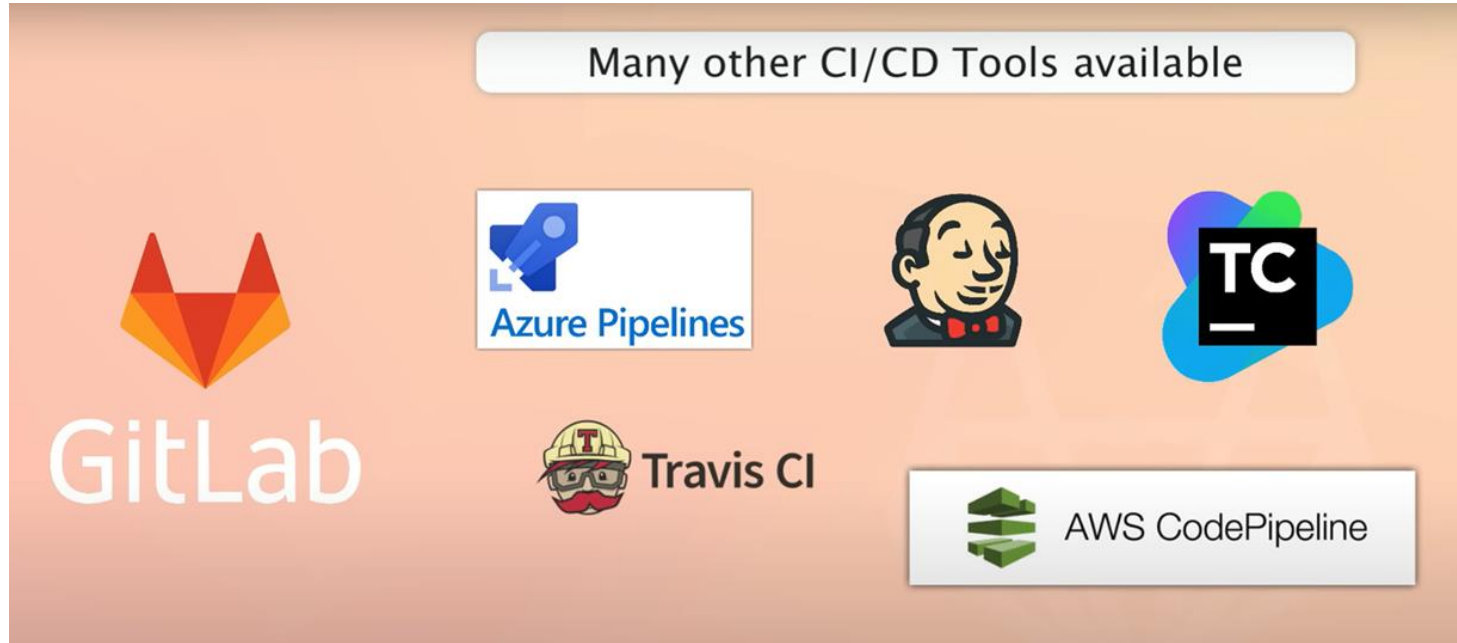 Many other CI/CD Tools available
GitLab
Azure Pipelines
TC
T
Travis CI
AWS CodePipeline